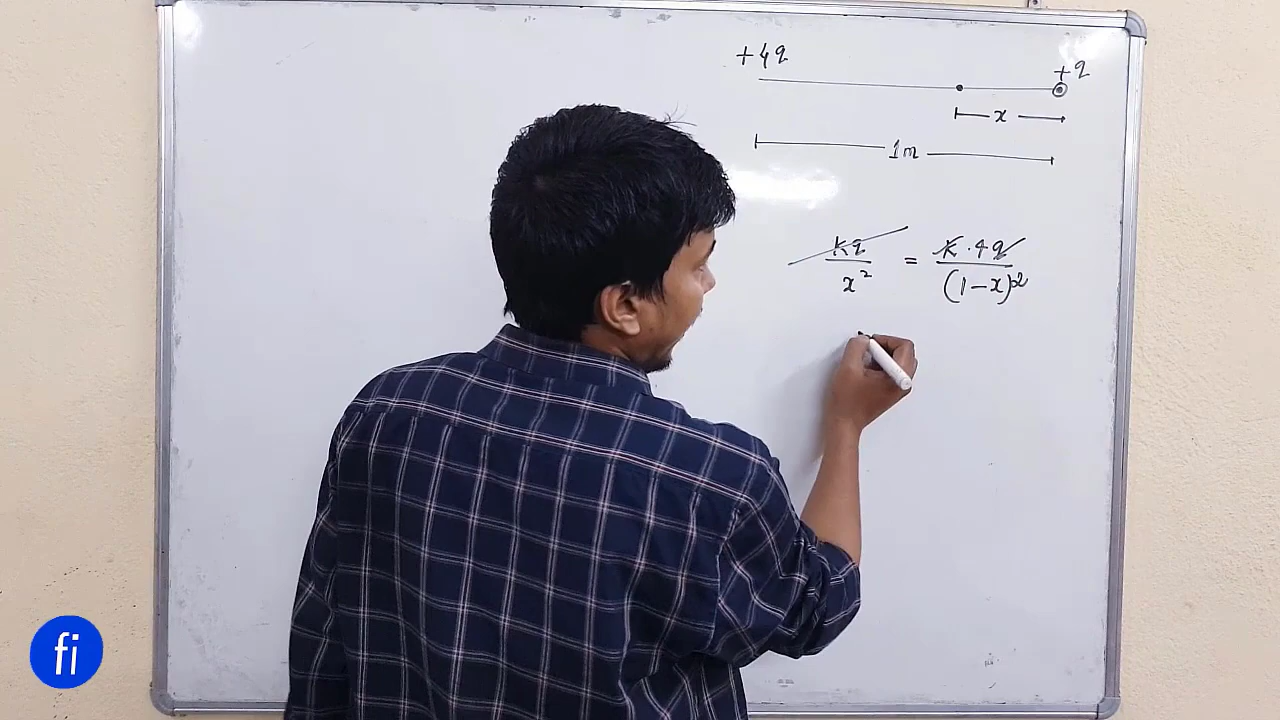 +4q
+q
x
1m
kq/x² = k·4q/(1-x)²
fi